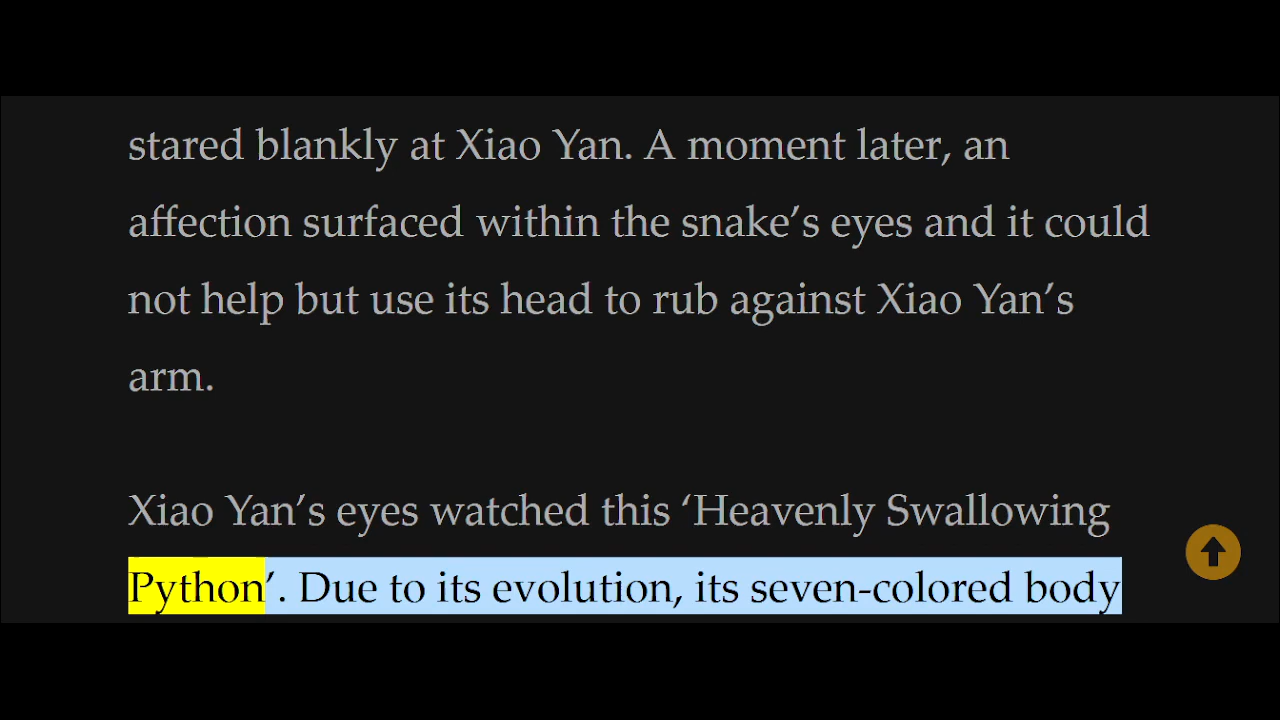 stared blankly at Xiao Yan. A moment later, an
affection surfaced within the snake’s eyes and it could
not help but use its head to rub against Xiao Yan’s
arm.
Xiao Yan’s eyes watched this ‘Heavenly Swallowing
Python’. Due to its evolution, its seven-colored body